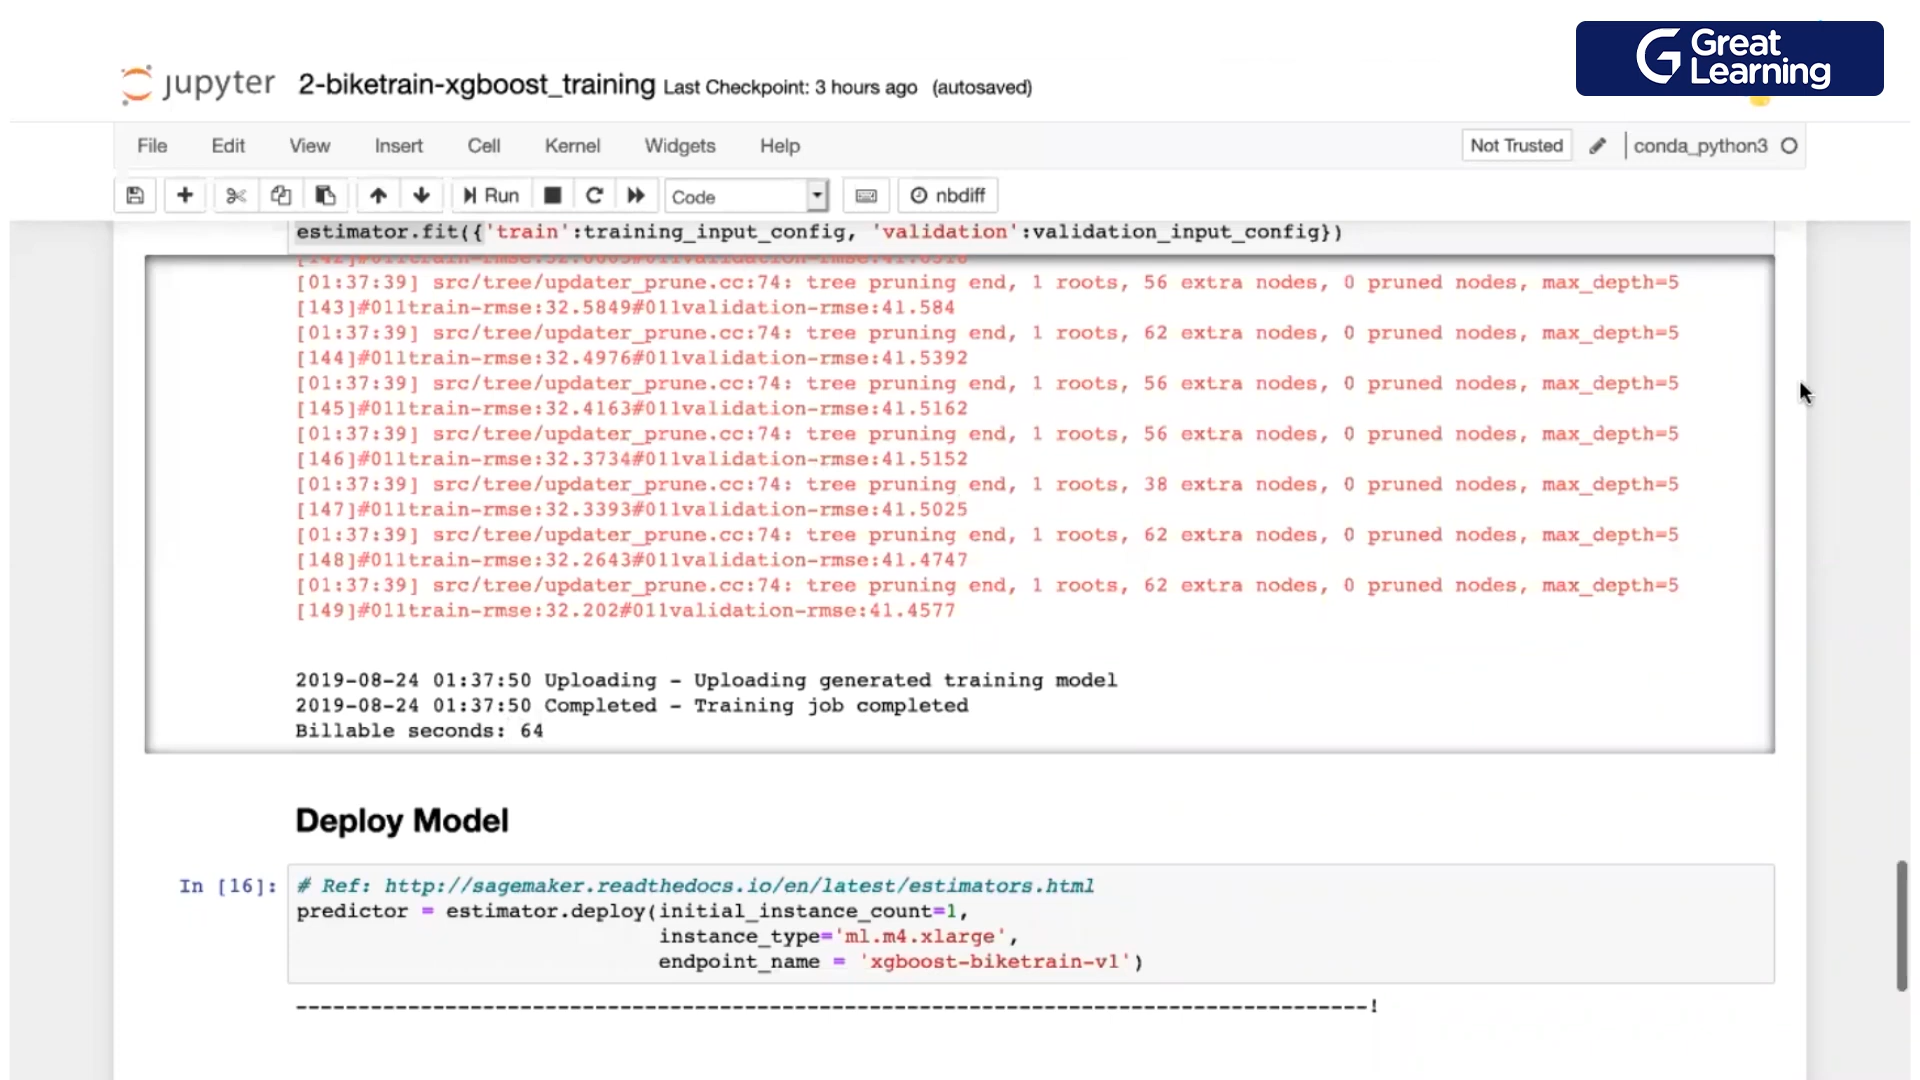 Great
Learning
jupyter 2-biketrain-xgboost_training Last Checkpoint: 3 hours ago (autosaved)
File Edit View Insert Cell Kernel Widgets Help Not Trusted conda_python3
Run Code nbdiff
estimator.fit({'train':training_input_config, 'validation':validation_input_config})
[01:37:39] src/tree/updater_prune.cc:74: tree pruning end, 1 roots, 56 extra nodes, 0 pruned nodes, max_depth=5
[143]#011train-rmse:32.5849#011validation-rmse:41.584
[01:37:39] src/tree/updater_prune.cc:74: tree pruning end, 1 roots, 62 extra nodes, 0 pruned nodes, max_depth=5
[144]#011train-rmse:32.4976#011validation-rmse:41.5392
[01:37:39] src/tree/updater_prune.cc:74: tree pruning end, 1 roots, 56 extra nodes, 0 pruned nodes, max_depth=5
[145]#011train-rmse:32.4163#011validation-rmse:41.5162
[01:37:39] src/tree/updater_prune.cc:74: tree pruning end, 1 roots, 56 extra nodes, 0 pruned nodes, max_depth=5
[146]#011train-rmse:32.3734#011validation-rmse:41.5152
[01:37:39] src/tree/updater_prune.cc:74: tree pruning end, 1 roots, 38 extra nodes, 0 pruned nodes, max_depth=5
[147]#011train-rmse:32.3393#011validation-rmse:41.5025
[01:37:39] src/tree/updater_prune.cc:74: tree pruning end, 1 roots, 62 extra nodes, 0 pruned nodes, max_depth=5
[148]#011train-rmse:32.2643#011validation-rmse:41.4747
[01:37:39] src/tree/updater_prune.cc:74: tree pruning end, 1 roots, 62 extra nodes, 0 pruned nodes, max_depth=5
[149]#011train-rmse:32.202#011validation-rmse:41.4577
2019-08-24 01:37:50 Uploading - Uploading generated training model
2019-08-24 01:37:50 Completed - Training job completed
Billable seconds: 64
Deploy Model
In [16]: # Ref: http://sagemaker.readthedocs.io/en/latest/estimators.html
predictor = estimator.deploy(initial_instance_count=1,
instance_type='ml.m4.xlarge',
endpoint_name = 'xgboost-biketrain-v1')
--------------------------------------------------------------------------------------!